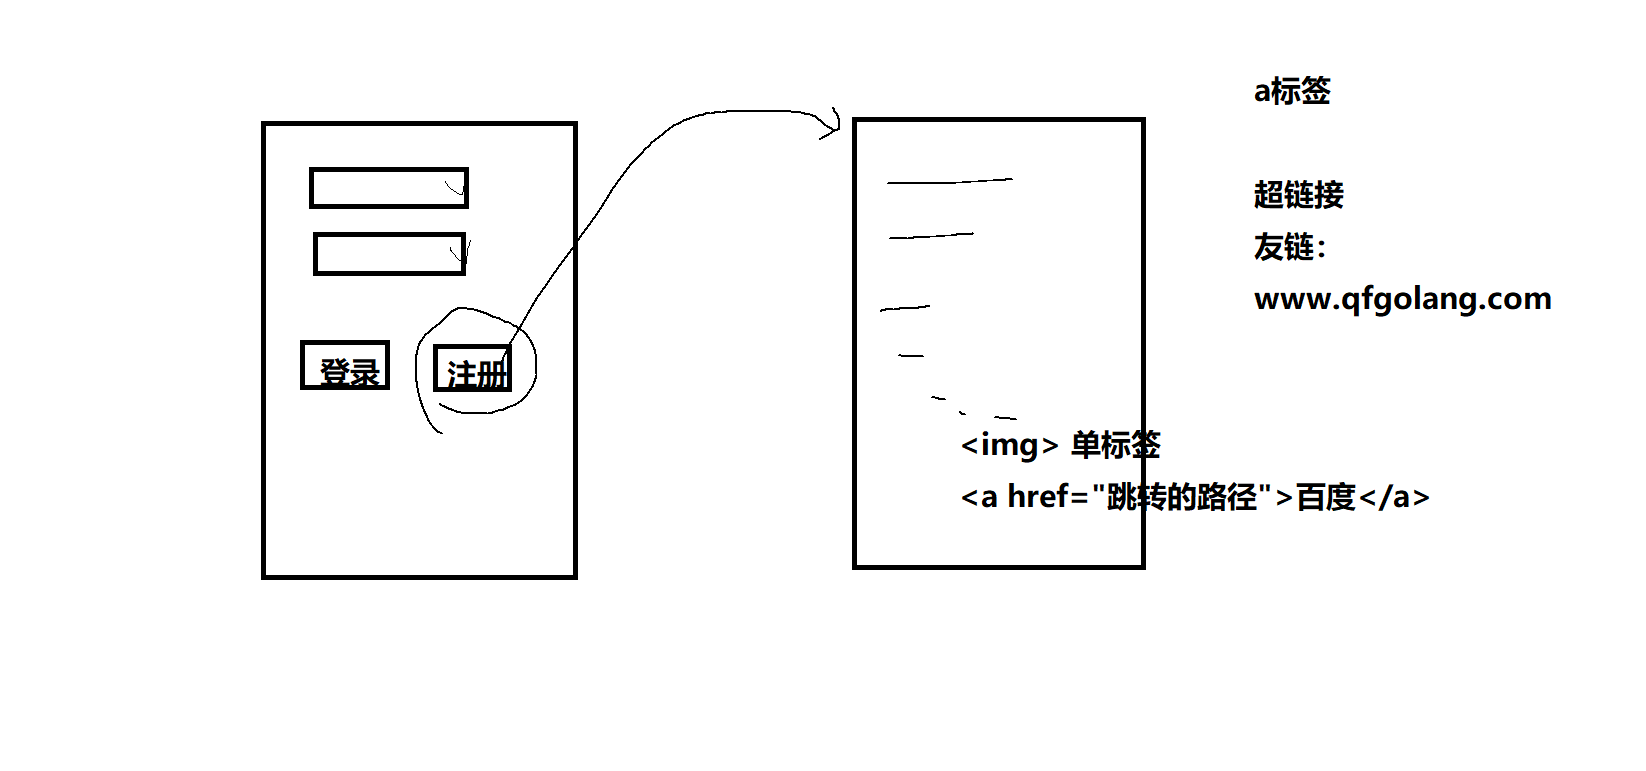 a标签
超链接
友链：
www.qfgolang.com
登录
注册
<img> 单标签
<a href="跳转的路径">百度</a>